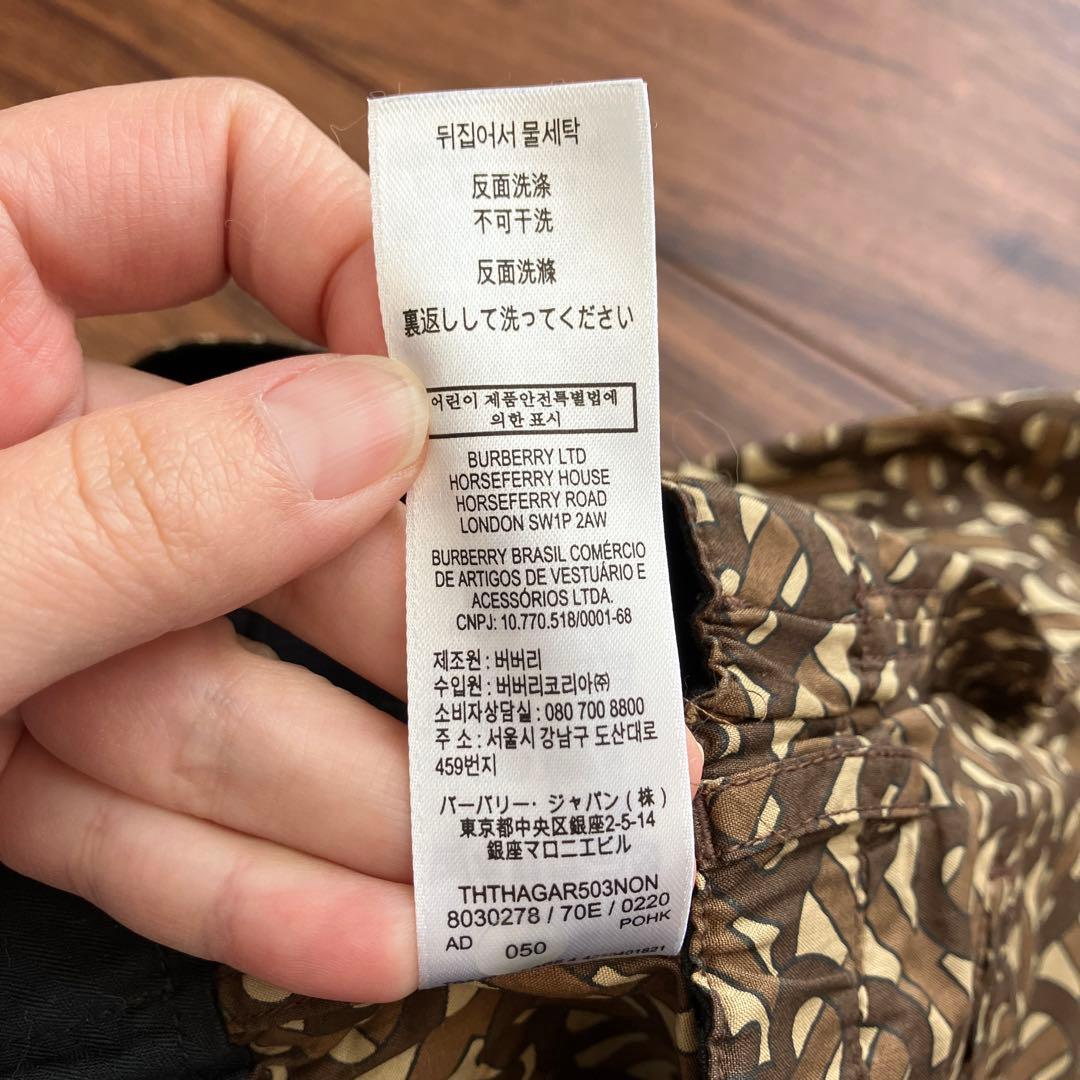 뒤집어서 물세탁
反面洗涤
不可干洗
反面洗滌
裏返しして洗ってください
어린이 제품안전특별법에
의한 표시
BURBERRY LTD
HORSEFERRY HOUSE
HORSEFERRY ROAD
LONDON SW1P 2AW
BURBERRY BRASIL COMÉRCIO
DE ARTIGOS DE VESTUÁRIO E
ACESSÓRIOS LTDA.
CNPJ: 10.770.518/0001-68
제조원 : 버버리
수입원 : 버버리코리아㈜
소비자상담실 : 080 700 8800
주 소 : 서울시 강남구 도산대로
459번지
バーバリー・ジャパン ( 株 )
東京都中央区銀座2-5-14
銀座マロニエビル
THTHAGAR503NON
8030278 / 70E / 0220
POHK
AD 050